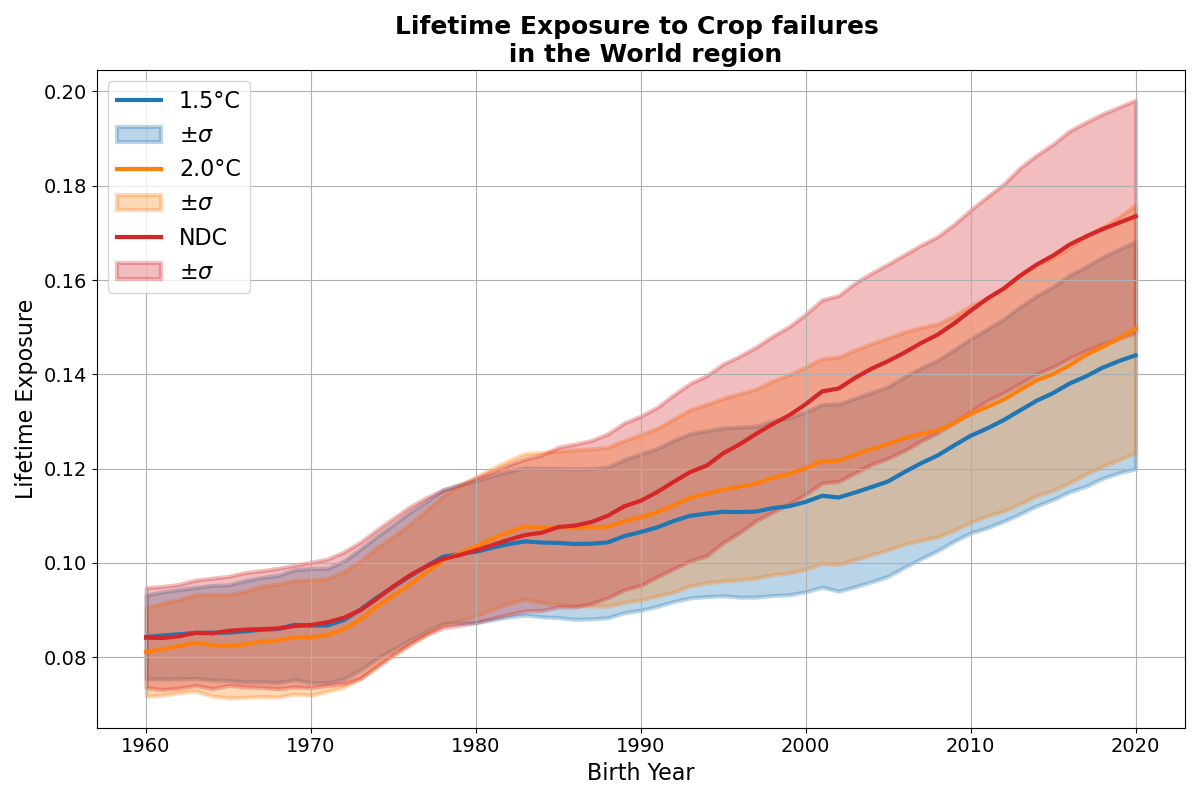 Lifetime Exposure to Crop failures
in the World region
1.5°C
±σ
2.0°C
±σ
NDC
±σ
0.20
0.18
0.16
0.14
0.12
0.10
0.08
Lifetime Exposure
1960 1970 1980 1990 2000 2010 2020
Birth Year